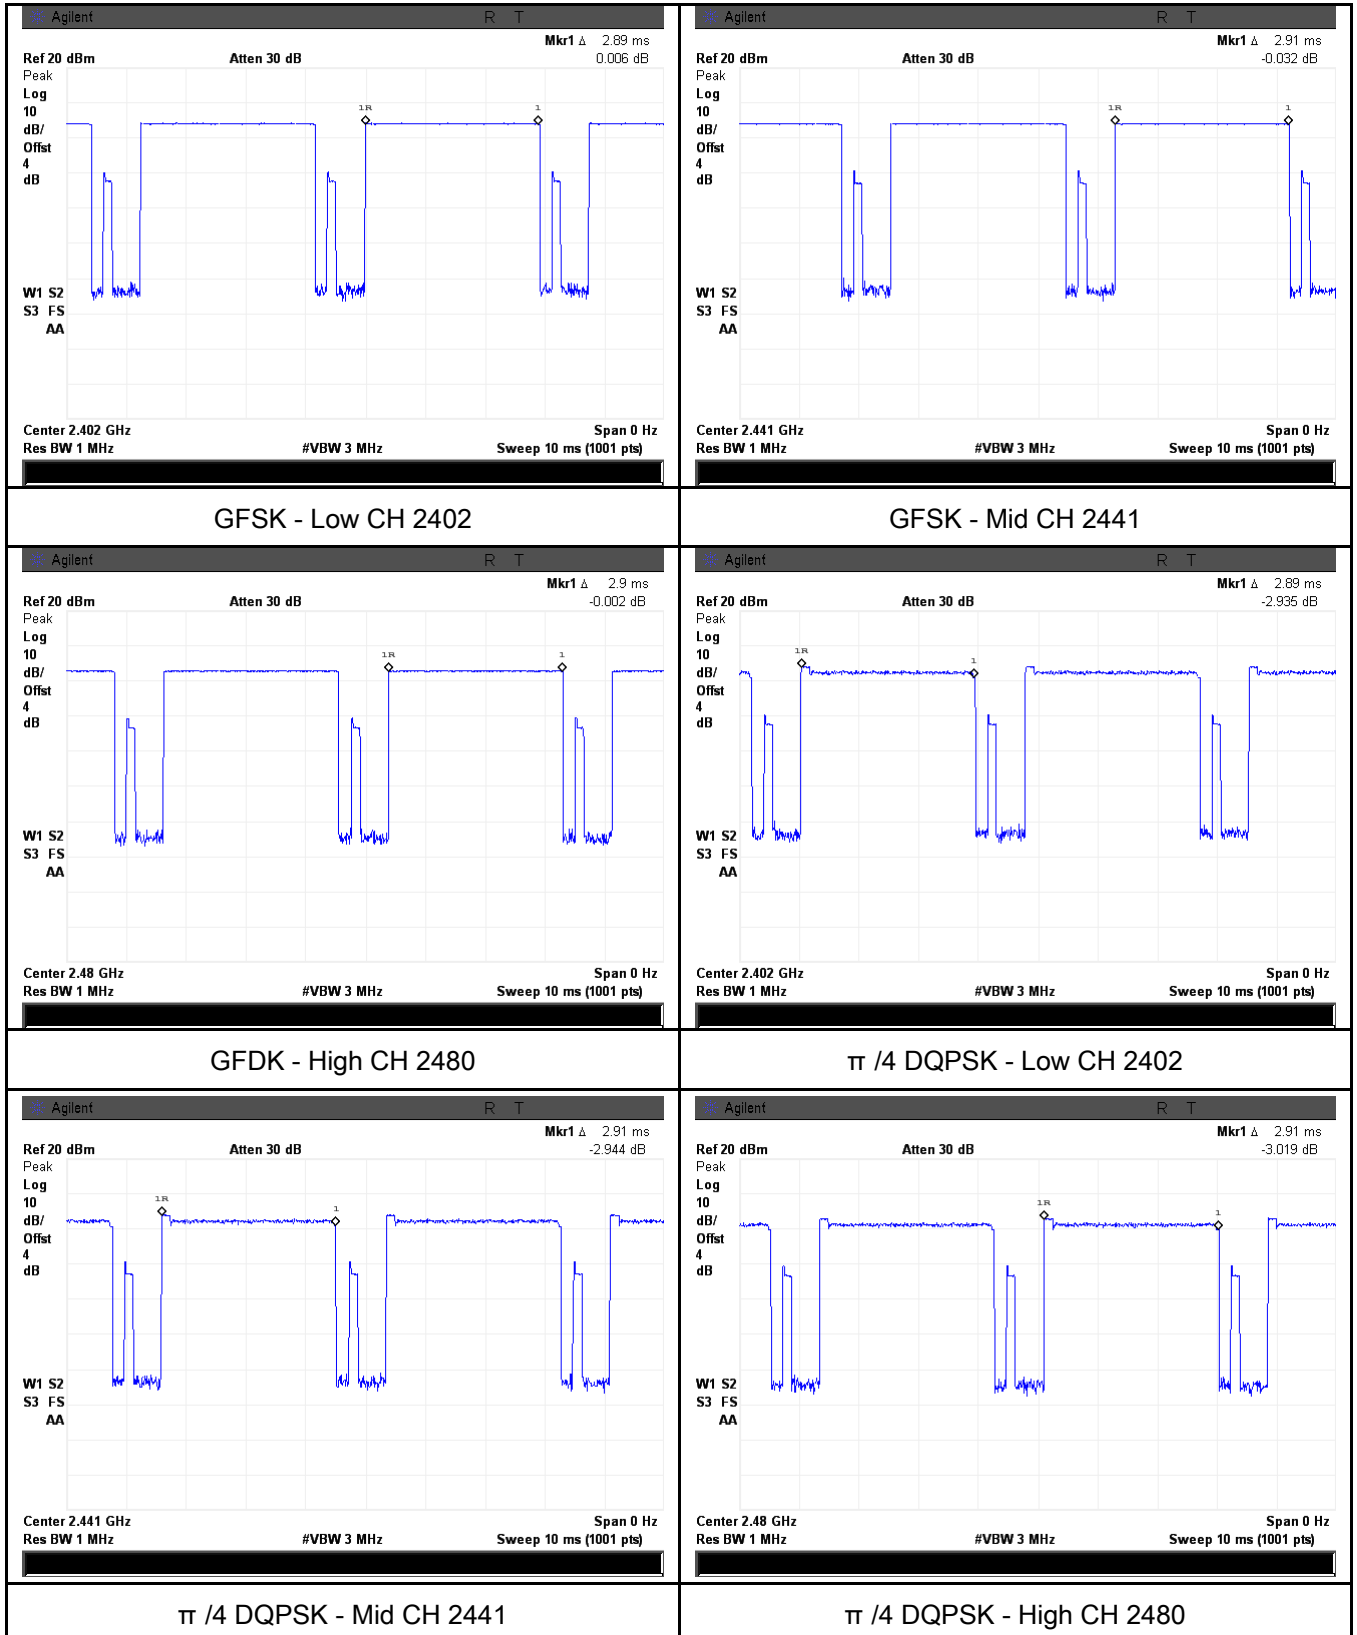 Agilent R T
Mkr1 Δ 2.89 ms
Ref 20 dBm Atten 30 dB 0.006 dB
Peak
Log
10
dB/
Offst
4
dB
1R 1
W1 S2
S3 FS
AA
Center 2.402 GHz Span 0 Hz
Res BW 1 MHz #VBW 3 MHz Sweep 10 ms (1001 pts)
GFSK - Low CH 2402
Agilent R T
Mkr1 Δ 2.91 ms
Ref 20 dBm Atten 30 dB -0.032 dB
Peak
Log
10
dB/
Offst
4
dB
1R 1
W1 S2
S3 FS
AA
Center 2.441 GHz Span 0 Hz
Res BW 1 MHz #VBW 3 MHz Sweep 10 ms (1001 pts)
GFSK - Mid CH 2441
Agilent R T
Mkr1 Δ 2.9 ms
Ref 20 dBm Atten 30 dB -0.002 dB
Peak
Log
10
dB/
Offst
4
dB
1R 1
W1 S2
S3 FS
AA
Center 2.48 GHz Span 0 Hz
Res BW 1 MHz #VBW 3 MHz Sweep 10 ms (1001 pts)
GFDK - High CH 2480
Agilent R T
Mkr1 Δ 2.89 ms
Ref 20 dBm Atten 30 dB -2.935 dB
Peak
Log
10
dB/
Offst
4
dB
1R 1
W1 S2
S3 FS
AA
Center 2.402 GHz Span 0 Hz
Res BW 1 MHz #VBW 3 MHz Sweep 10 ms (1001 pts)
π /4 DQPSK - Low CH 2402
Agilent R T
Mkr1 Δ 2.91 ms
Ref 20 dBm Atten 30 dB -2.944 dB
Peak
Log
10
dB/
Offst
4
dB
1R 1
W1 S2
S3 FS
AA
Center 2.441 GHz Span 0 Hz
Res BW 1 MHz #VBW 3 MHz Sweep 10 ms (1001 pts)
π /4 DQPSK - Mid CH 2441
Agilent R T
Mkr1 Δ 2.91 ms
Ref 20 dBm Atten 30 dB -3.019 dB
Peak
Log
10
dB/
Offst
4
dB
1R 1
W1 S2
S3 FS
AA
Center 2.48 GHz Span 0 Hz
Res BW 1 MHz #VBW 3 MHz Sweep 10 ms (1001 pts)
π /4 DQPSK - High CH 2480